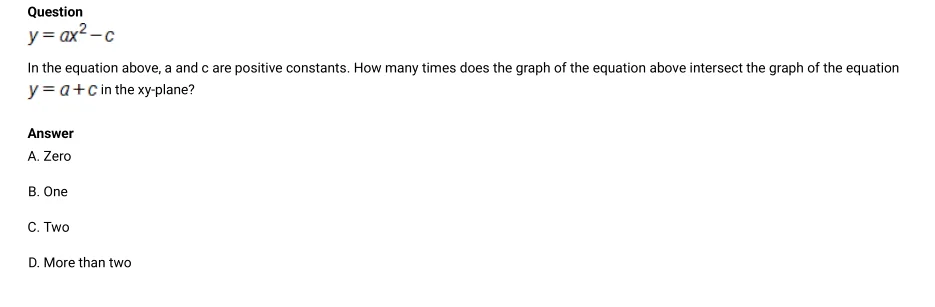 Question
y = ax² – c
In the equation above, a and c are positive constants. How many times does the graph of the equation above intersect the graph of the equation
y = a + c in the xy-plane?
Answer
A. Zero
B. One
C. Two
D. More than two